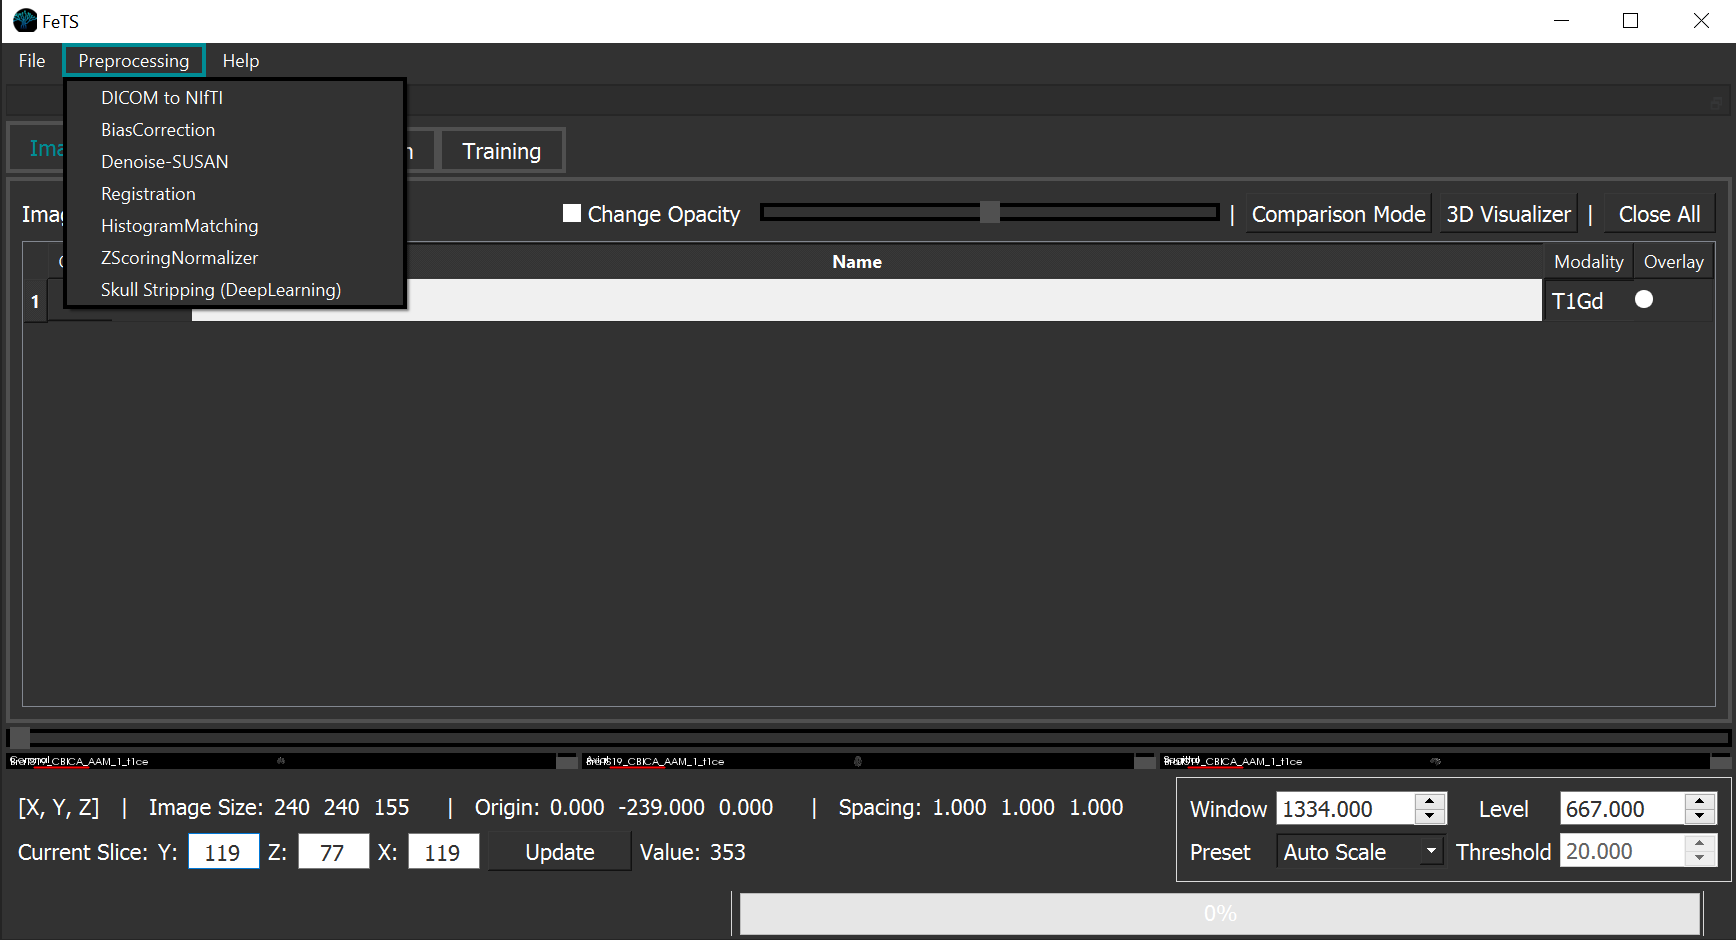 FeTS
File Preprocessing Help
DICOM to NIfTI
BiasCorrection
Denoise-SUSAN
Registration
HistogramMatching
ZScoringNormalizer
Skull Stripping (DeepLearning)
Training
Change Opacity | Comparison Mode 3D Visualizer | Close All
Name Modality Overlay
1 T1Gd
BraTS19_CBICA_AAM_1_t1ce BraTS19_CBICA_AAM_1_t1ce BraTS19_CBICA_AAM_1_t1ce
[X, Y, Z] | Image Size: 240 240 155 | Origin: 0.000 -239.000 0.000 | Spacing: 1.000 1.000 1.000
Window 1334.000 Level 667.000
Current Slice: Y: 119 Z: 77 X: 119 Update Value: 353
Preset Auto Scale Threshold 20.000
0%